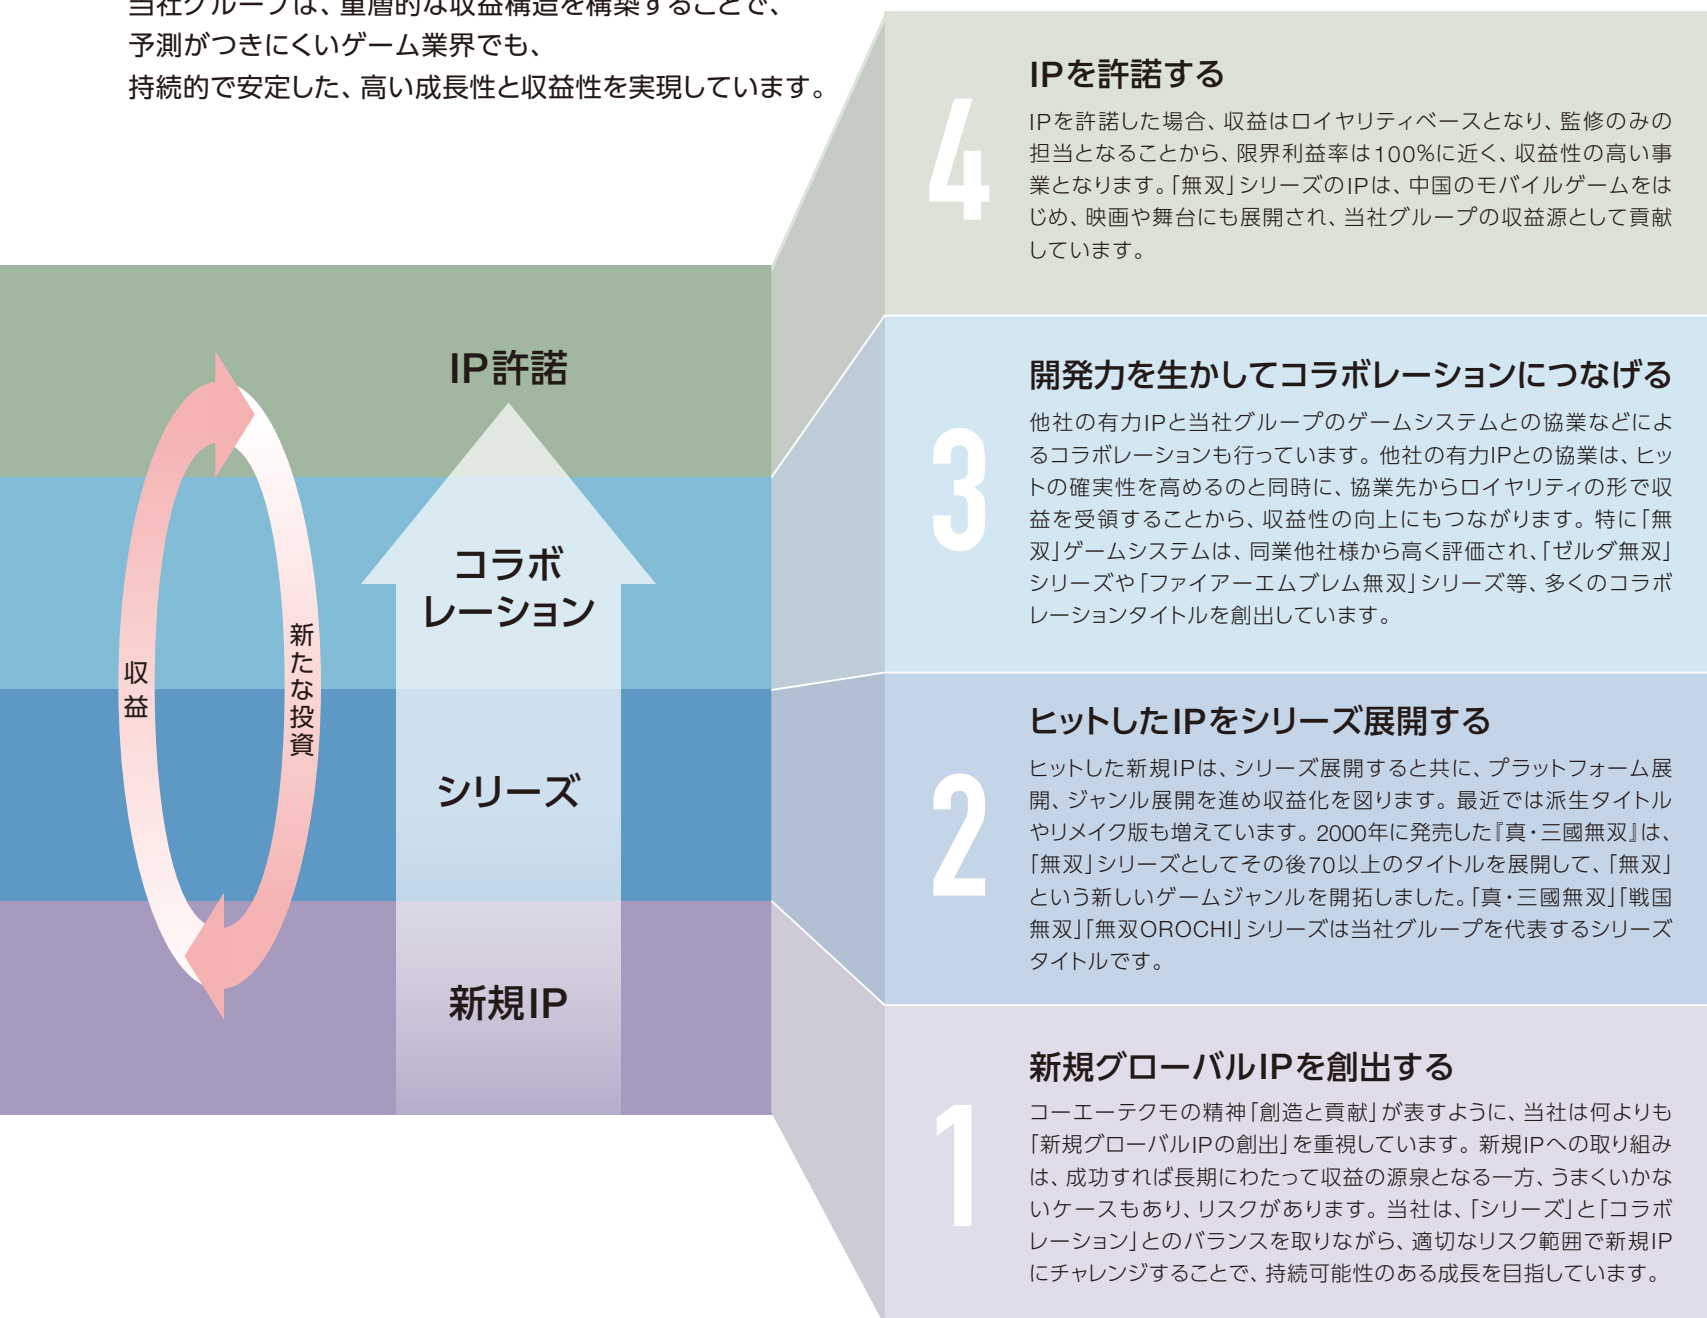 当社グループは、重層的な収益構造を構築することで、
予測がつきにくいゲーム業界でも、
持続的で安定した、高い成長性と収益性を実現しています。
IP許諾
コラボ
レーション
シリーズ
新規IP
収益
新たな投資
4
IPを許諾する
IPを許諾した場合、収益はロイヤリティベースとなり、監修のみの
担当となることから、限界利益率は100%に近く、収益性の高い事
業となります。「無双」シリーズのIPは、中国のモバイルゲームをは
じめ、映画や舞台にも展開され、当社グループの収益源として貢献
しています。
3
開発力を生かしてコラボレーションにつなげる
他社の有力IPと当社グループのゲームシステムとの協業などによ
るコラボレーションも行っています。他社の有力IPとの協業は、ヒッ
トの確実性を高めるのと同時に、協業先からロイヤリティの形で収
益を受領することから、収益性の向上にもつながります。特に「無
双」ゲームシステムは、同業他社様から高く評価され、「ゼルダ無双」
シリーズや「ファイアーエムブレム無双」シリーズ等、多くのコラボ
レーションタイトルを創出しています。
2
ヒットしたIPをシリーズ展開する
ヒットした新規IPは、シリーズ展開すると共に、プラットフォーム展
開、ジャンル展開を進め収益化を図ります。最近では派生タイトル
やリメイク版も増えています。2000年に発売した『真・三國無双』は、
「無双」シリーズとしてその後70以上のタイトルを展開して、「無双」
という新しいゲームジャンルを開拓しました。「真・三國無双」「戦国
無双」「無双OROCHI」シリーズは当社グループを代表するシリーズ
タイトルです。
1
新規グローバルIPを創出する
コーエーテクモの精神「創造と貢献」が表すように、当社は何よりも
「新規グローバルIPの創出」を重視しています。新規IPへの取り組み
は、成功すれば長期にわたって収益の源泉となる一方、うまくいかな
いケースもあり、リスクがあります。当社は、「シリーズ」と「コラボ
レーション」とのバランスを取りながら、適切なリスク範囲で新規IP
にチャレンジすることで、持続可能性のある成長を目指しています。